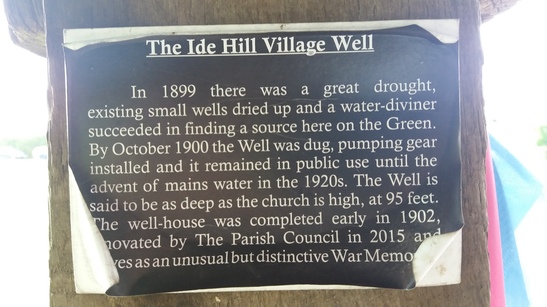 The Ide Hill Village Well
In 1899 there was a great drought,
existing small wells dried up and a water-diviner
succeeded in finding a source here on the Green.
By October 1900 the Well was dug, pumping gear
installed and it remained in public use until the
advent of mains water in the 1920s. The Well is
said to be as deep as the church is high, at 95 feet.
The well-house was completed early in 1902,
novated by The Parish Council in 2015 and
ves as an unusual but distinctive War Memo